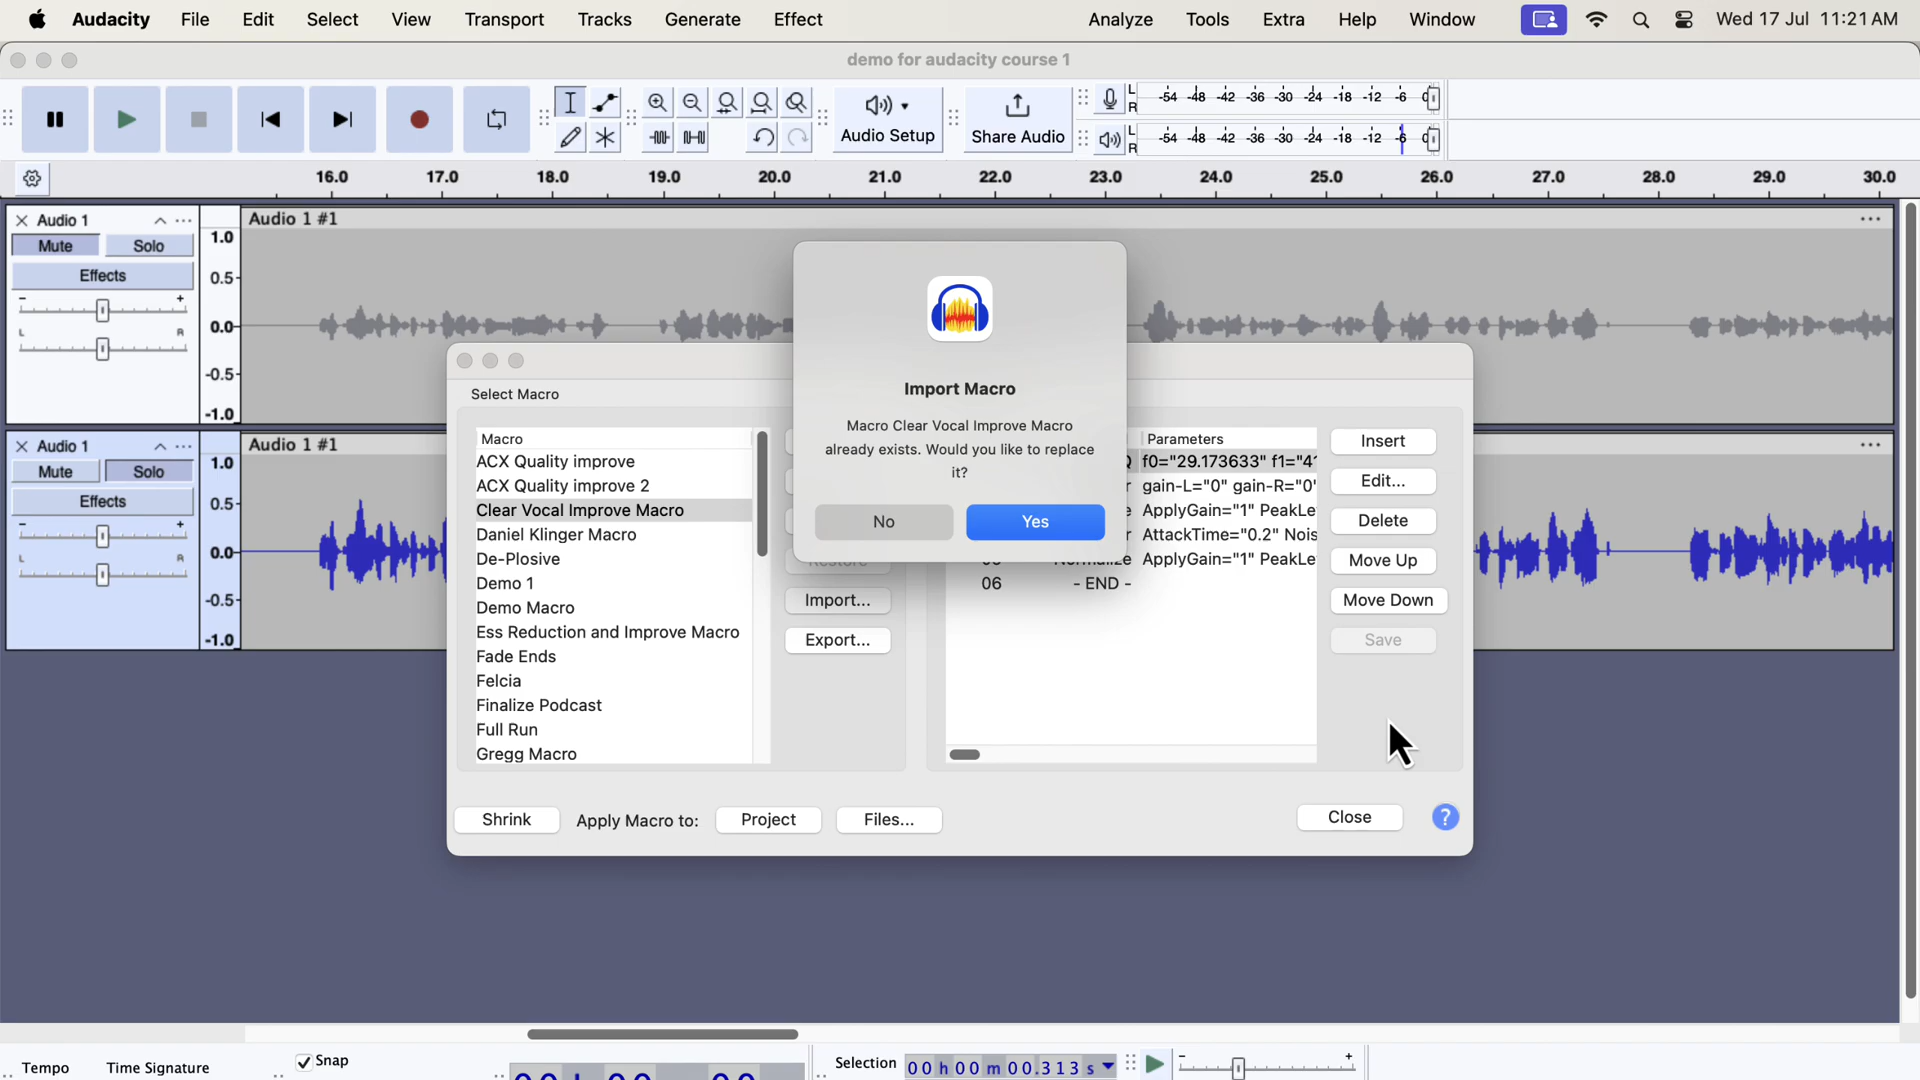 Audacity File Edit Select View Transport Tracks Generate Effect Analyze Tools Extra Help Window Wed 17 Jul 11:21 AM
demo for audacity course 1
Audio Setup
Share Audio
L
R
-54 -48 -42 -36 -30 -24 -18 -12 -6
L
R
-54 -48 -42 -36 -30 -24 -18 -12 -6
16.0 17.0 18.0 19.0 20.0 21.0 22.0 23.0 24.0 25.0 26.0 27.0 28.0 29.0 30.0
Audio 1
Mute Solo
Effects
- +
L R
1.0
0.5
0.0
-0.5
-1.0
Audio 1 #1
Audio 1
Mute Solo
Effects
- +
L R
1.0
0.5
0.0
-0.5
-1.0
Audio 1 #1
Import Macro
Macro Clear Vocal Improve Macro
already exists. Would you like to replace
it?
No Yes
Select Macro
Macro
ACX Quality improve
ACX Quality improve 2
Clear Vocal Improve Macro
Daniel Klinger Macro
De-Plosive
Demo 1
Demo Macro
Ess Reduction and Improve Macro
Fade Ends
Felcia
Finalize Podcast
Full Run
Gregg Macro
Restore
Import...
Export...
Parameters
f0="29.173633" f1="4
gain-L="0" gain-R="0"
ApplyGain="1" PeakLe
AttackTime="0.2" Nois
Normalize ApplyGain="1" PeakLe
06 - END -
Insert
Edit...
Delete
Move Up
Move Down
Save
Shrink Apply Macro to: Project Files... Close ?
Tempo Time Signature Snap
Selection 00 h 00 m 00.313 s
- +